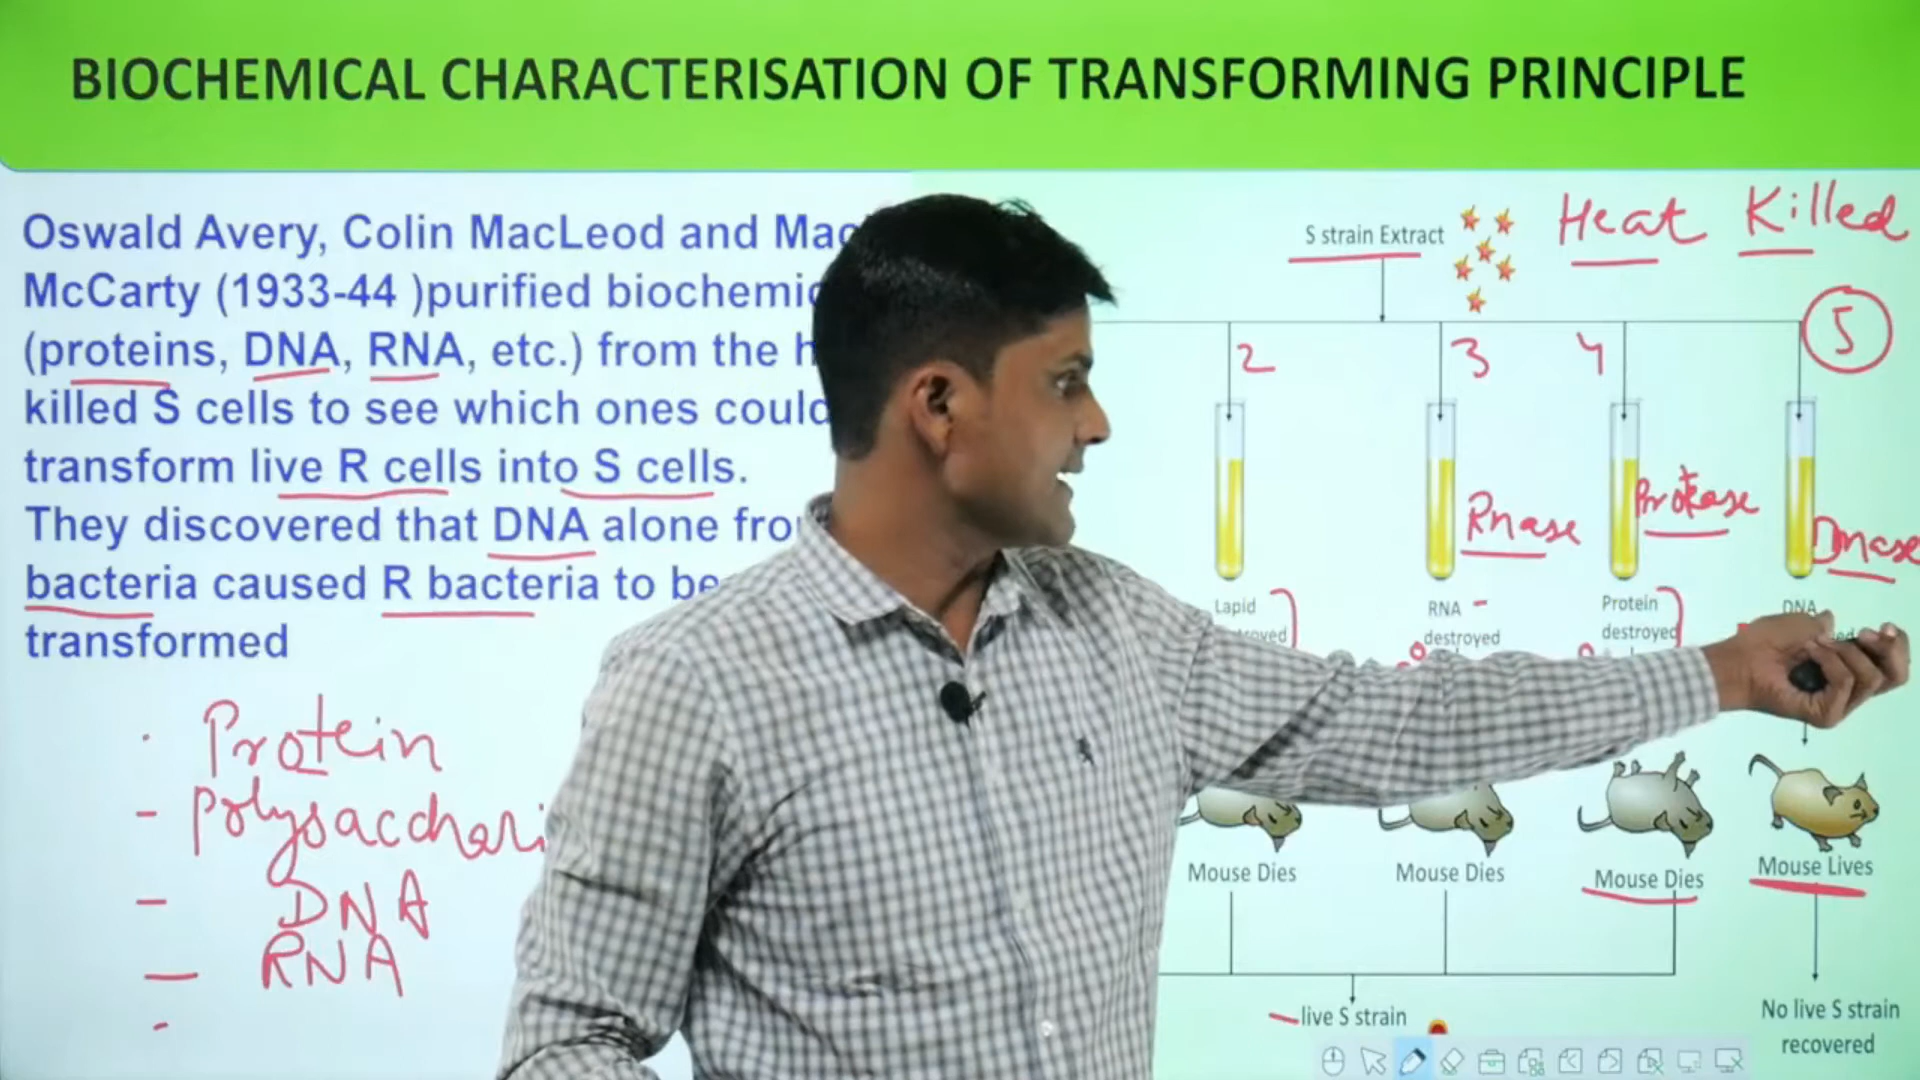 BIOCHEMICAL CHARACTERISATION OF TRANSFORMING PRINCIPLE
Oswald Avery, Colin MacLeod and Mac
McCarty (1933-44 )purified biochemic
(proteins, DNA, RNA, etc.) from the h
killed S cells to see which ones could
transform live R cells into S cells.
They discovered that DNA alone fro
bacteria caused R bacteria to be
transformed
· Protein
- Polysacchari
- DNA
- RNA
-
S strain Extract
Heat Killed
2
3
4
5
Rnase
Protease
Dnase
Lapid
RNA -
destroyed
Protein
destroyed
DNA
Mouse Dies
Mouse Dies
Mouse Dies
Mouse Lives
live S strain
No live S strain
recovered